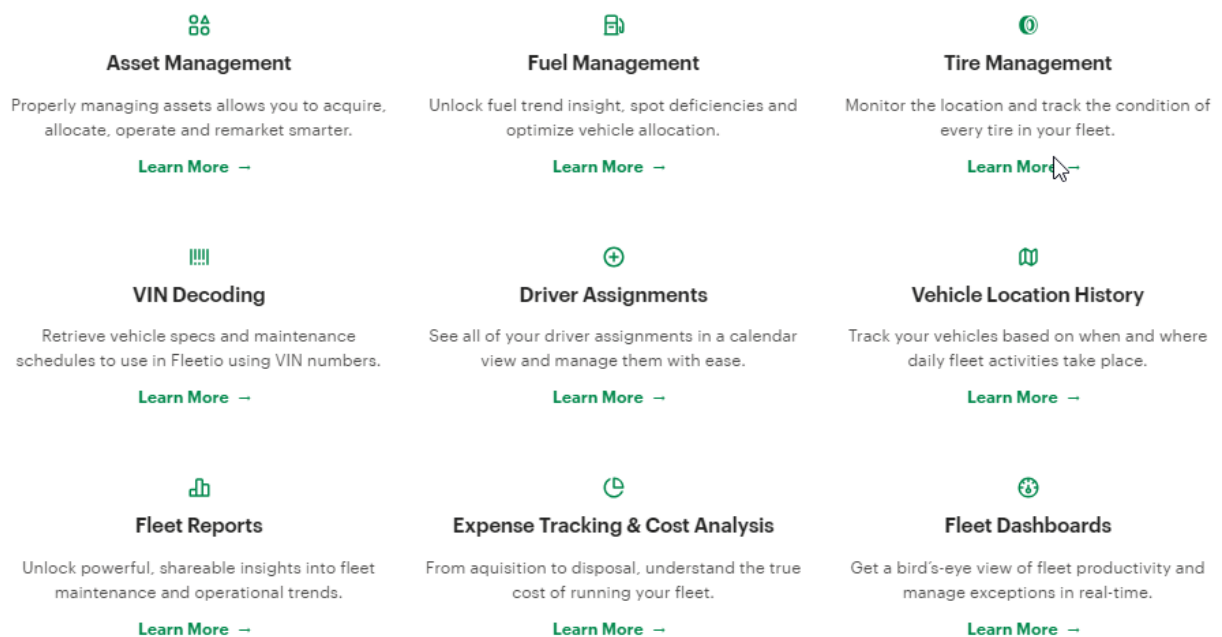 Asset Management
Properly managing assets allows you to acquire,
allocate, operate and remarket smarter.
Learn More →
Fuel Management
Unlock fuel trend insight, spot deficiencies and
optimize vehicle allocation.
Learn More →
Tire Management
Monitor the location and track the condition of
every tire in your fleet.
Learn More →
VIN Decoding
Retrieve vehicle specs and maintenance
schedules to use in Fleetio using VIN numbers.
Learn More →
Driver Assignments
See all of your driver assignments in a calendar
view and manage them with ease.
Learn More →
Vehicle Location History
Track your vehicles based on when and where
daily fleet activities take place.
Learn More →
Fleet Reports
Unlock powerful, shareable insights into fleet
maintenance and operational trends.
Learn More →
Expense Tracking & Cost Analysis
From aquisition to disposal, understand the true
cost of running your fleet.
Learn More →
Fleet Dashboards
Get a bird's-eye view of fleet productivity and
manage exceptions in real-time.
Learn More →